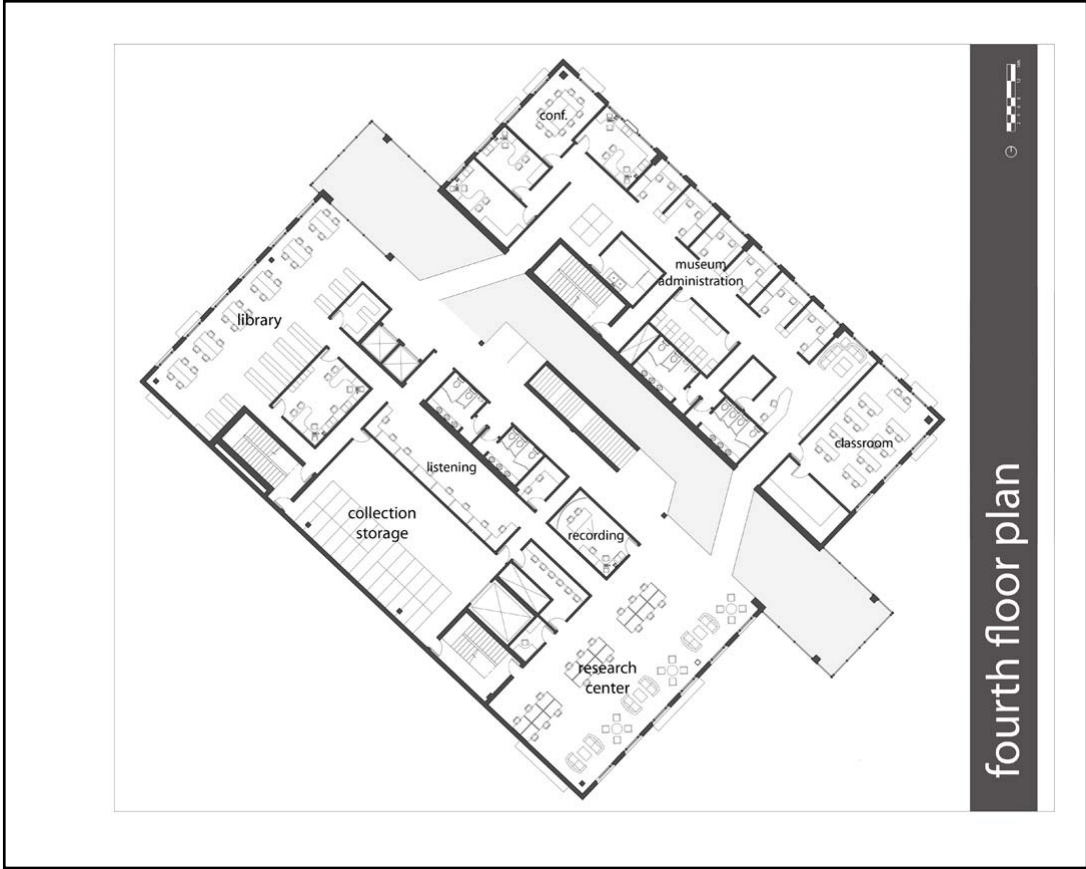 conf.
museum
administration
library
classroom
listening
collection
storage
recording
research
center
fourth floor plan